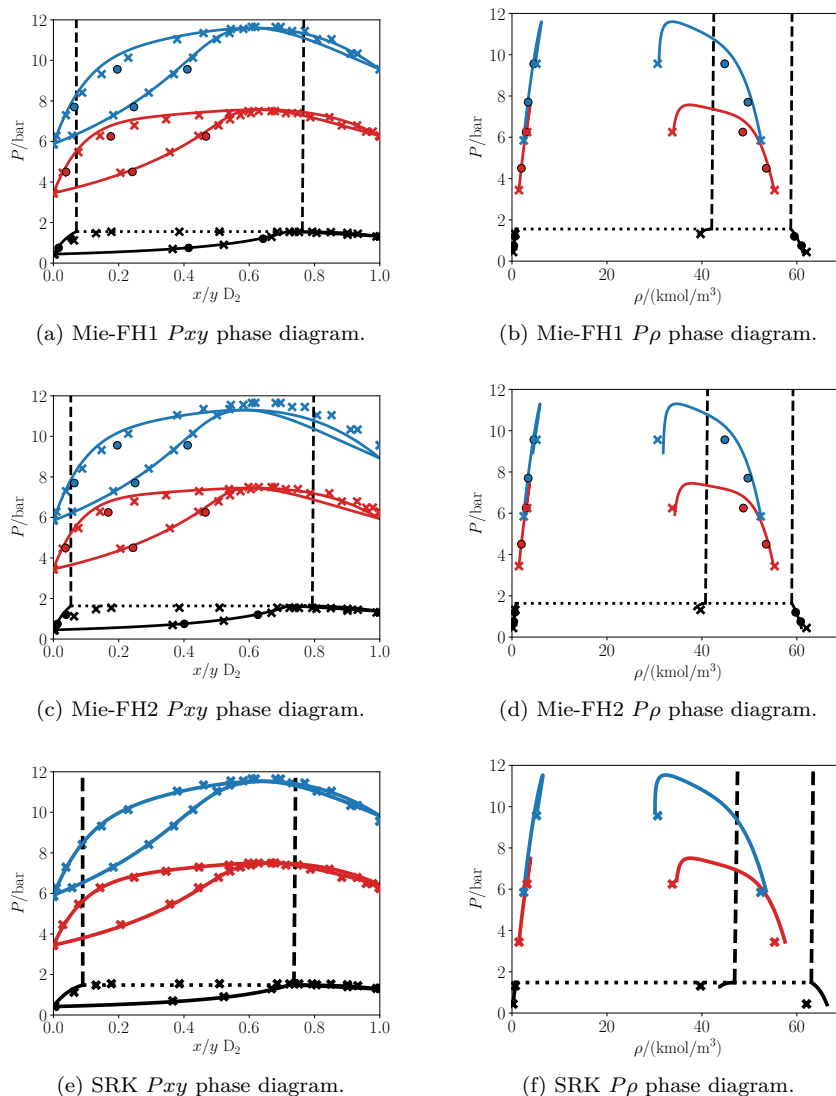 12
10
8
6
4
2
0
P/bar
0.0 0.2 0.4 0.6 0.8 1.0
x/y D₂
(a) Mie-FH1 Pxy phase diagram.
12
10
8
6
4
2
0
P/bar
0 20 40 60
ρ/(kmol/m³)
(b) Mie-FH1 Pρ phase diagram.
12
10
8
6
4
2
0
P/bar
0.0 0.2 0.4 0.6 0.8 1.0
x/y D₂
(c) Mie-FH2 Pxy phase diagram.
12
10
8
6
4
2
0
P/bar
0 20 40 60
ρ/(kmol/m³)
(d) Mie-FH2 Pρ phase diagram.
12
10
8
6
4
2
0
P/bar
0.0 0.2 0.4 0.6 0.8 1.0
x/y D₂
(e) SRK Pxy phase diagram.
12
10
8
6
4
2
0
P/bar
0 20 40 60
ρ/(kmol/m³)
(f) SRK Pρ phase diagram.